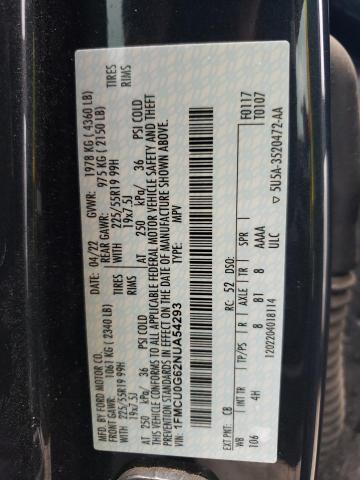 MFD. BY FORD MOTOR CO.
DATE: 04/22 GVWR: 1978 KG ( 4360 LB)
FRONT GAWR: 1061 KG ( 2340 LB) REAR GAWR: 975 KG ( 2150 LB)
225/55R19 99H 225/55R19 99H TIRES
19x7.5J 19x7.5J RIMS
AT 250 kPa/ 36 PSI COLD AT 250 kPa/ 36 PSI COLD
THIS VEHICLE CONFORMS TO ALL APPLICABLE FEDERAL MOTOR VEHICLE SAFETY AND THEFT
PREVENTION STANDARDS IN EFFECT ON THE DATE OF MANUFACTURE SHOWN ABOVE.
VIN: 1FMCU0G62NUA54293
TYPE: MPV
F0117
T0107
EXT PNT: CB RC: 52 DSO:
WB INT TR TP/PS R AXLE TR SPR
106 4H 8 81 8 AAAA
ULC
1202204018114
5U5A-3520472-AA